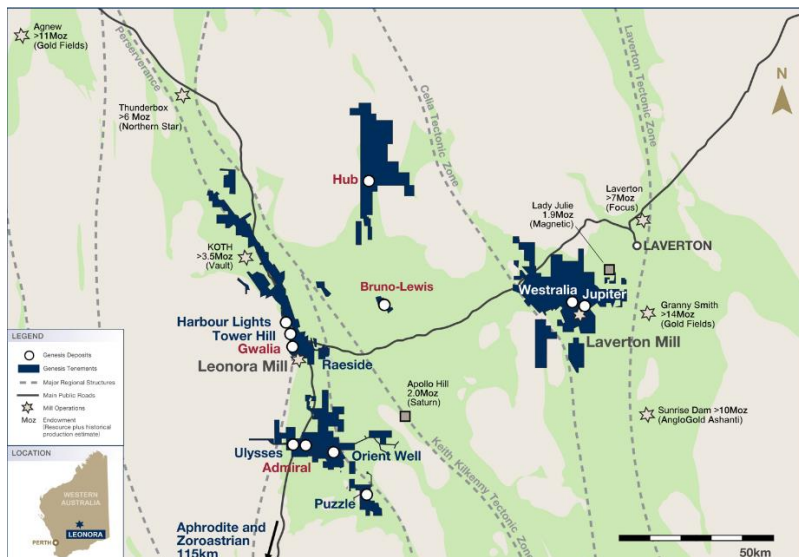 Agnew
>11Moz
(Gold Fields)
Perserverance
Thunderbox
>6 Moz
(Northern Star)
Celia Tectonic Zone
Laverton Tectonic Zone
N
Hub
Laverton
>7Moz
(Focus)
Lady Julie
1.9Moz
(Magnetic)
LAVERTON
KOTH
>3.5Moz
(Vault)
Bruno-Lewis
Westralia
Jupiter
Granny Smith
>14Moz
(Gold Fields)
Harbour Lights
Tower Hill
Gwalia
Leonora Mill
Raeside
Laverton Mill
Apollo Hill
2.0Moz
(Saturn)
Sunrise Dam >10Moz
(AngloGold Ashanti)
Ulysses
Admiral
Orient Well
Keith Kilkenny Tectonic Zone
Puzzle
Aphrodite and
Zoroastrian
115km
50km
LEGEND
Genesis Deposits
Genesis Tenements
Major Regional Structures
Main Public Roads
Mill Operations
Moz Endowment
(Resource plus historical
production estimate)
LOCATION
WESTERN
AUSTRALIA
LEONORA
PERTH